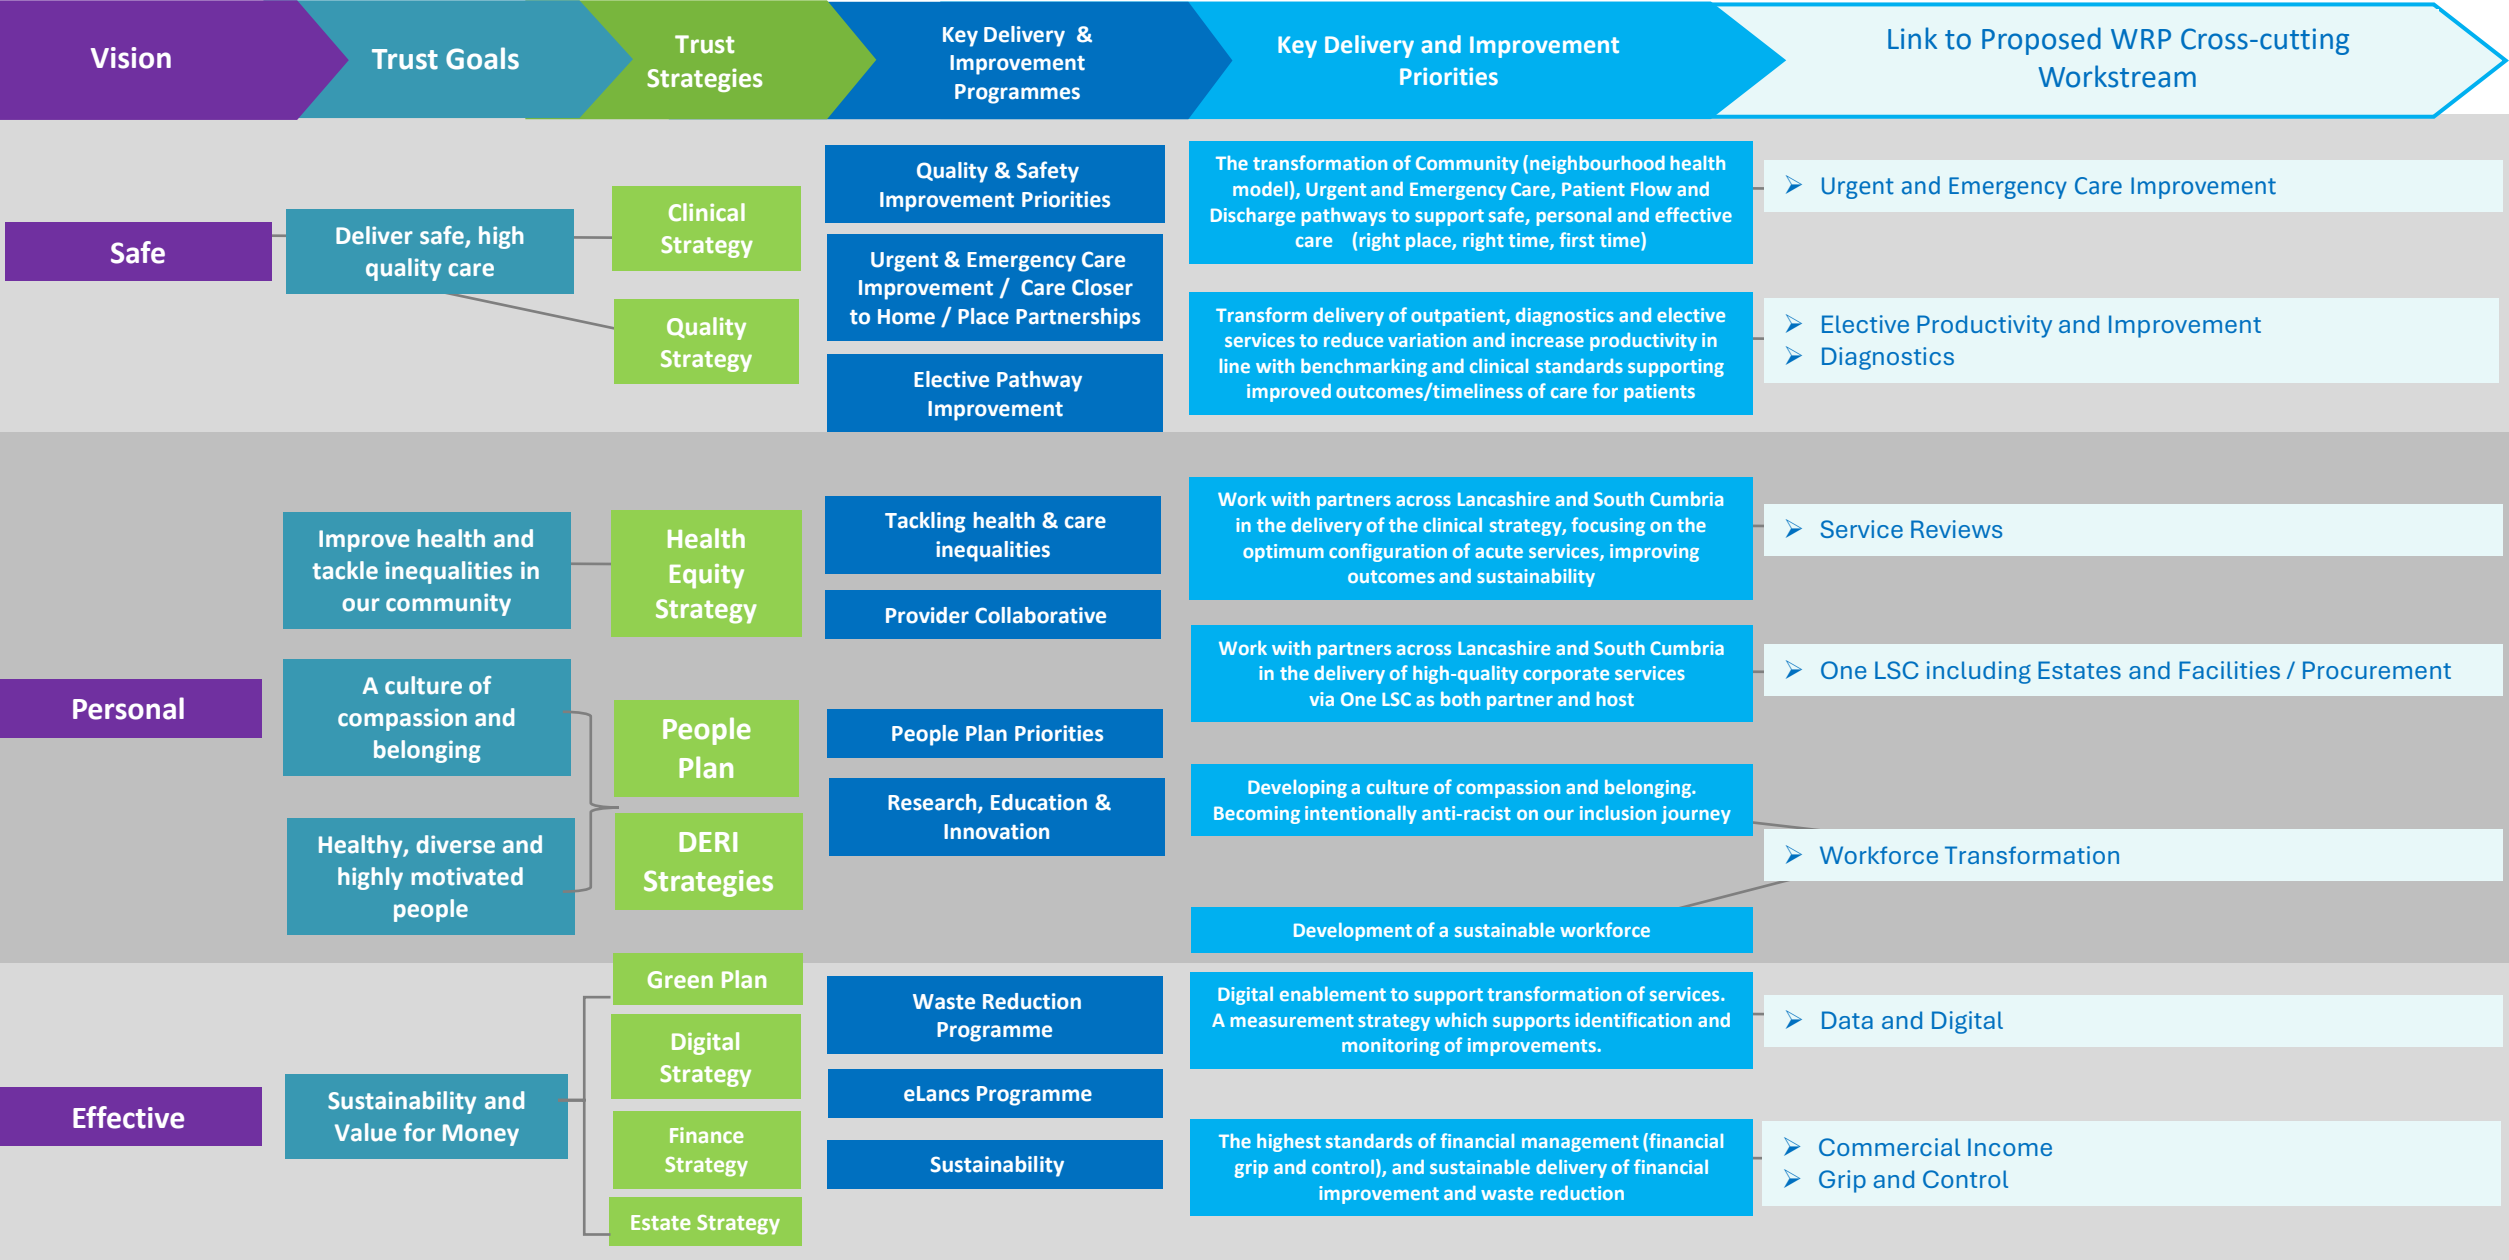 Vision
Trust Goals
Trust
Strategies
Key Delivery &
Improvement
Programmes
Key Delivery and Improvement
Priorities
Link to Proposed WRP Cross-cutting
Workstream
Safe
Deliver safe, high
quality care
Clinical
Strategy
Quality
Strategy
Quality & Safety
Improvement Priorities
Urgent & Emergency Care
Improvement / Care Closer
to Home / Place Partnerships
Elective Pathway
Improvement
The transformation of Community (neighbourhood health
model), Urgent and Emergency Care, Patient Flow and
Discharge pathways to support safe, personal and effective
care (right place, right time, first time)
Transform delivery of outpatient, diagnostics and elective
services to reduce variation and increase productivity in
line with benchmarking and clinical standards supporting
improved outcomes/timeliness of care for patients
➢ Urgent and Emergency Care Improvement
➢ Elective Productivity and Improvement
➢ Diagnostics
Personal
Improve health and
tackle inequalities in
our community
A culture of
compassion and
belonging
Healthy, diverse and
highly motivated
people
Health
Equity
Strategy
People
Plan
DERI
Strategies
Tackling health & care
inequalities
Provider Collaborative
People Plan Priorities
Research, Education &
Innovation
Work with partners across Lancashire and South Cumbria
in the delivery of the clinical strategy, focusing on the
optimum configuration of acute services, improving
outcomes and sustainability
Work with partners across Lancashire and South Cumbria
in the delivery of high-quality corporate services
via One LSC as both partner and host
Developing a culture of compassion and belonging.
Becoming intentionally anti-racist on our inclusion journey
Development of a sustainable workforce
➢ Service Reviews
➢ One LSC including Estates and Facilities / Procurement
➢ Workforce Transformation
Effective
Sustainability and
Value for Money
Green Plan
Digital
Strategy
Finance
Strategy
Estate Strategy
Waste Reduction
Programme
eLancs Programme
Sustainability
Digital enablement to support transformation of services.
A measurement strategy which supports identification and
monitoring of improvements.
The highest standards of financial management (financial
grip and control), and sustainable delivery of financial
improvement and waste reduction
➢ Data and Digital
➢ Commercial Income
➢ Grip and Control